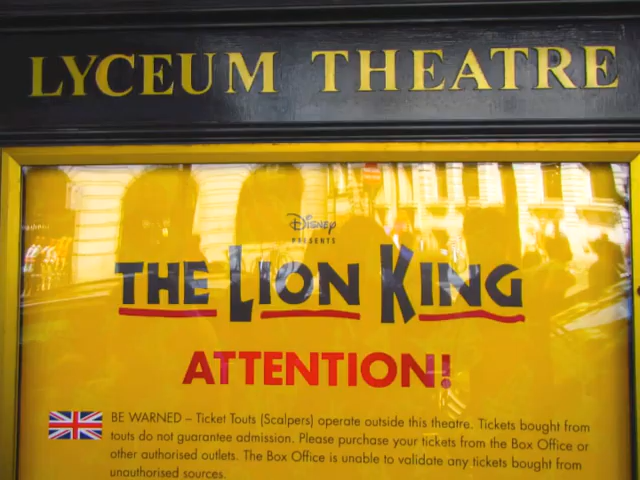 LYCEUM THEATRE
Disney
PRESENTS
THE LION KING
ATTENTION!
BE WARNED – Ticket Touts (Scalpers) operate outside this theatre. Tickets bought from
touts do not guarantee admission. Please purchase your tickets from the Box Office or
other authorised outlets. The Box Office is unable to validate any tickets bought from
unauthorised sources.